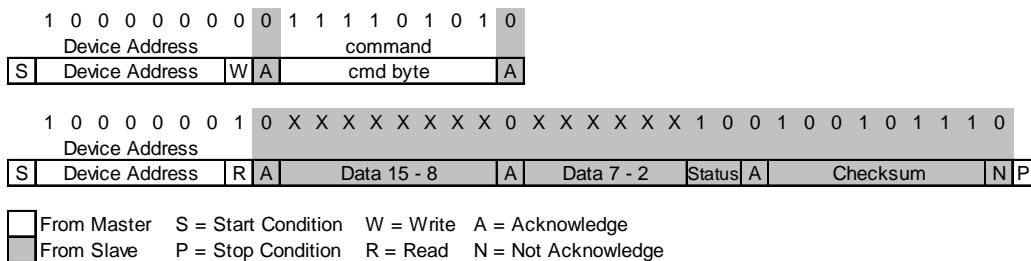 1 0 0 0 0 0 0 0 0 1 1 1 1 0 1 0 1 0
Device Address command
S Device Address W A cmd byte A
1 0 0 0 0 0 0 1 0 X X X X X X X X 0 X X X X X X 1 0 0 1 0 0 1 0 1 1 1 0
Device Address
S Device Address R A Data 15 - 8 A Data 7 - 2 Status A Checksum N P
From Master S = Start Condition W = Write A = Acknowledge
From Slave P = Stop Condition R = Read N = Not Acknowledge